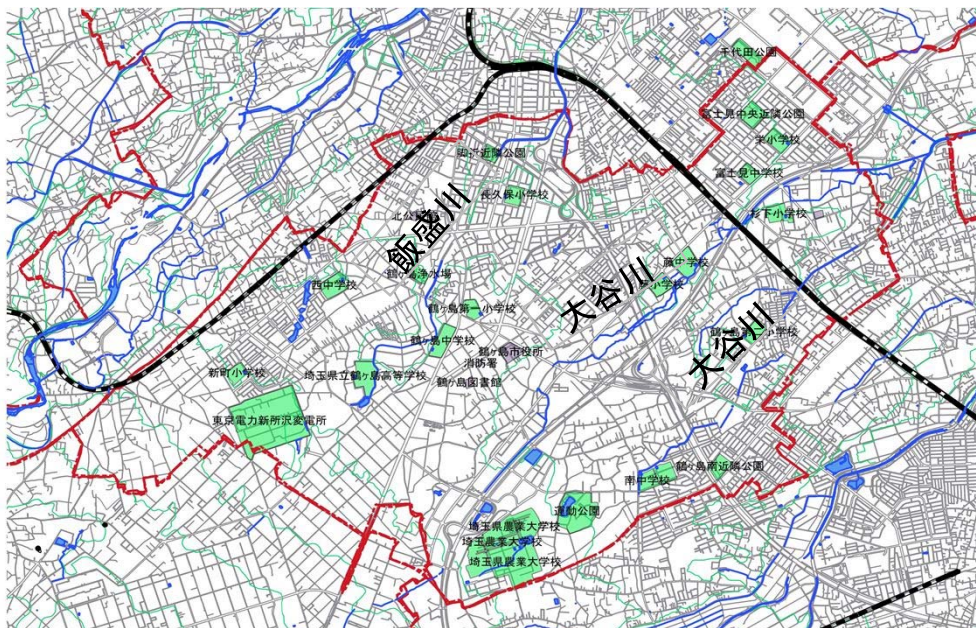 千代田公園
富士見中央近隣公園
栄小学校
脚折近隣公園
富士見中学校
長久保小学校
杉下小学校
飯盛川
藤中学校
鶴ヶ島浄水場
西中学校
大谷川
鶴ヶ島第一小学校
大谷川
鶴ヶ島中学校
鶴ヶ島市役所
消防署
新町小学校
埼玉県立鶴ヶ島高等学校
鶴ヶ島図書館
東京電力新所沢変電所
鶴ヶ島南近隣公園
南中学校
運動公園
埼玉県農業大学校
埼玉農業大学校
埼玉県農業大学校